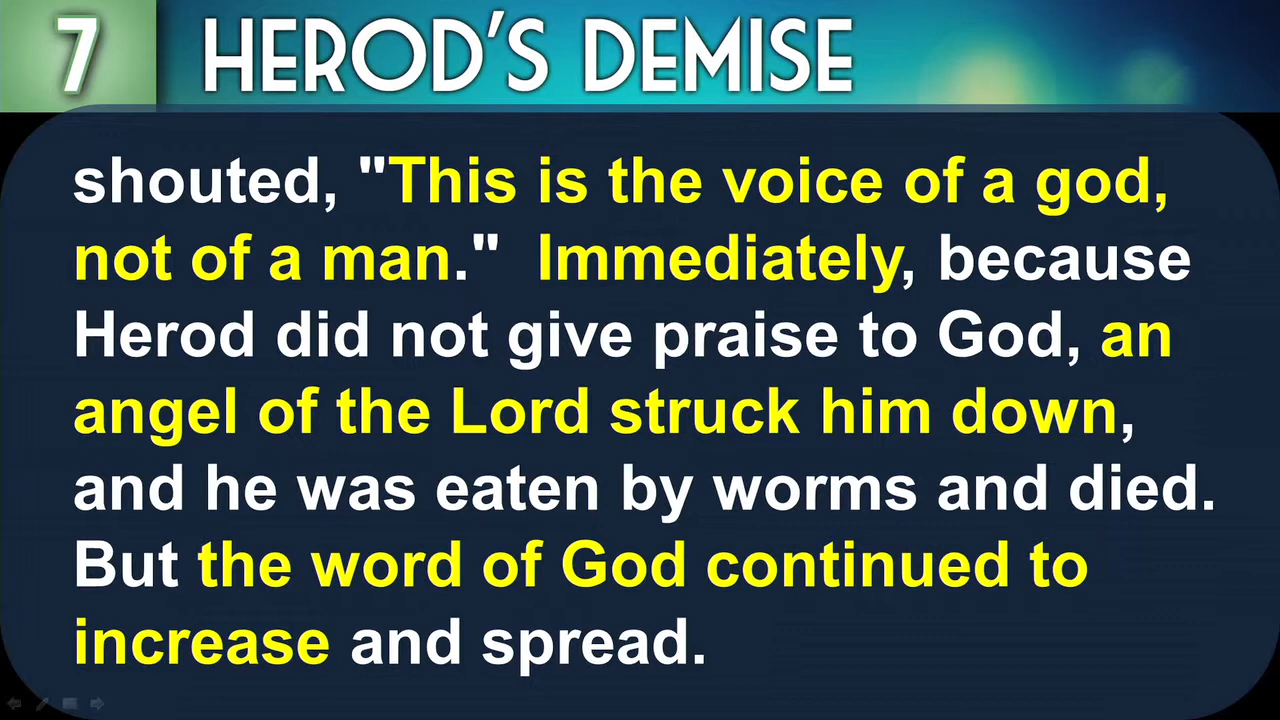 7 HEROD'S DEMISE
shouted, "This is the voice of a god,
not of a man."  Immediately, because
Herod did not give praise to God, an
angel of the Lord struck him down,
and he was eaten by worms and died.
But the word of God continued to
increase and spread.